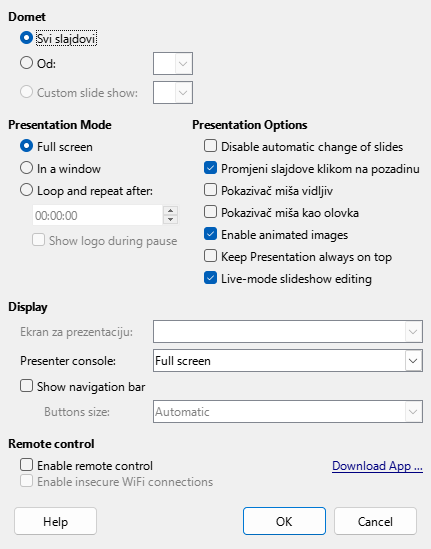 Domet
Svi slajdovi
Od:
Custom slide show:
Presentation Mode
Full screen
In a window
Loop and repeat after:
00:00:00
Show logo during pause
Presentation Options
Disable automatic change of slides
Promjeni slajdove klikom na pozadinu
Pokazivač miša vidljiv
Pokazivač miša kao olovka
Enable animated images
Keep Presentation always on top
Live-mode slideshow editing
Display
Ekran za prezentaciju:
Presenter console: Full screen
Show navigation bar
Buttons size: Automatic
Remote control
Enable remote control Download App ...
Enable insecure WiFi connections
Help OK Cancel